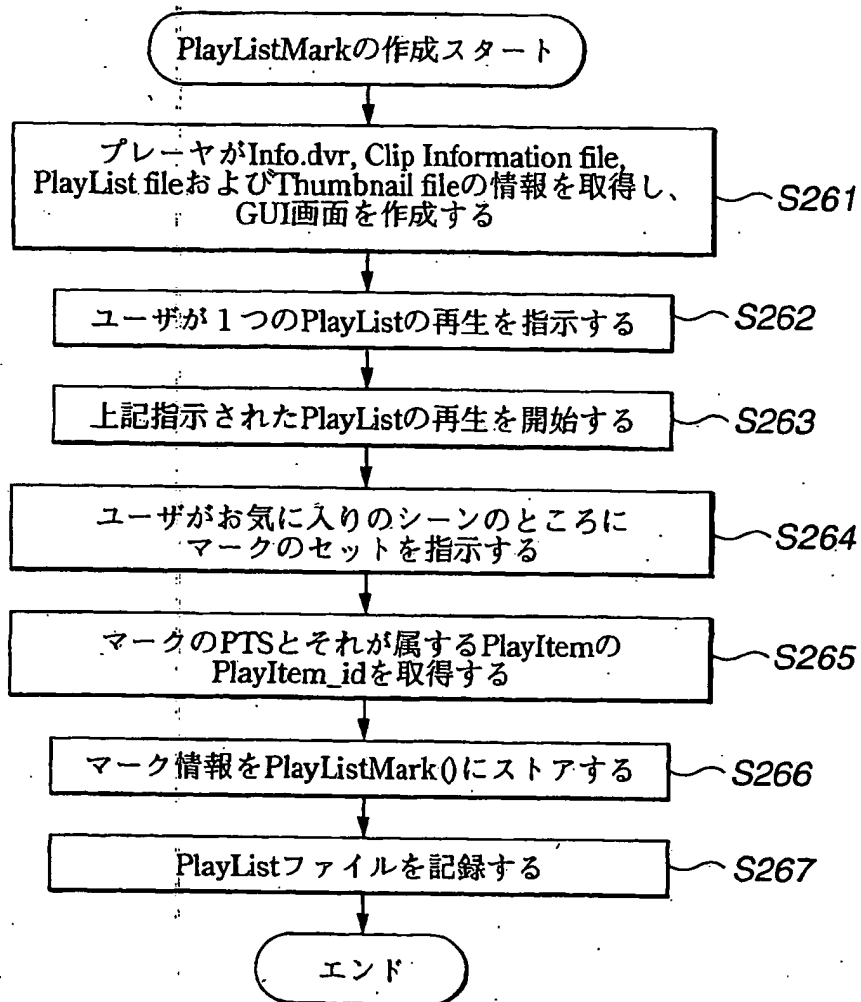 PlayListMarkの作成スタート
プレーヤがInfo.dvr, Clip Information file,
PlayList fileおよびThumbnail fileの情報を取得し、
GUI画面を作成する
S261
ユーザが１つのPlayListの再生を指示する
S262
上記指示されたPlayListの再生を開始する
S263
ユーザがお気に入りのシーンのところに
マークのセットを指示する
S264
マークのPTSとそれが属するPlayItemの
PlayItem_idを取得する
S265
マーク情報をPlayListMark()にストアする
S266
PlayListファイルを記録する
S267
エンド